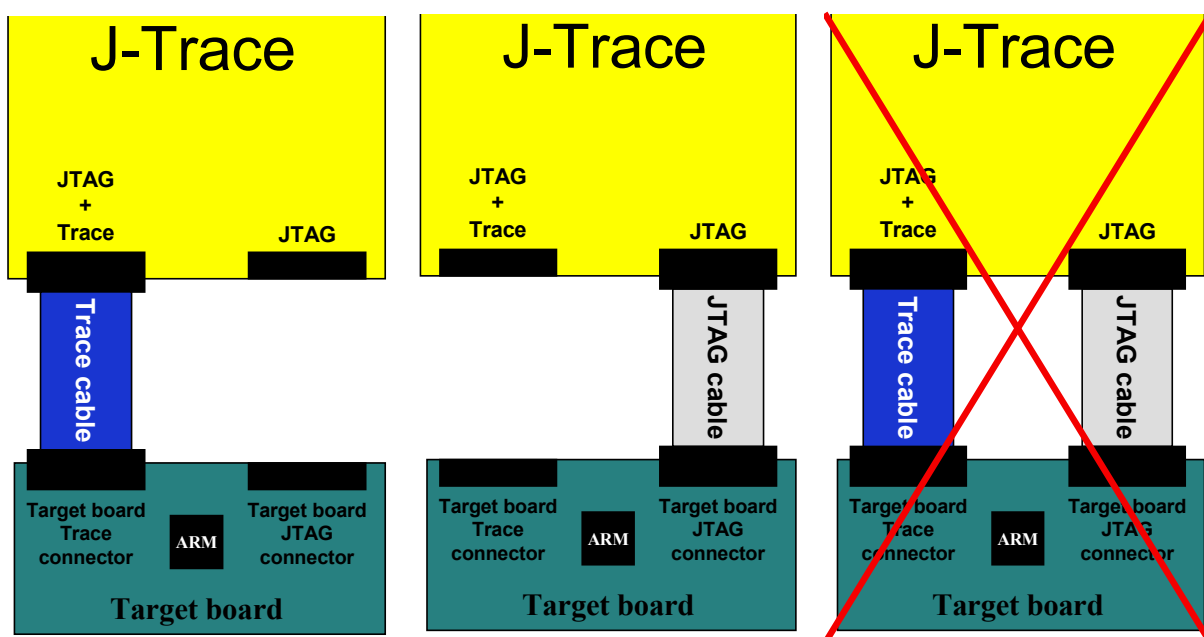 J-Trace
JTAG
+
Trace
JTAG
Trace cable
Target board
Trace
connector
ARM
Target board
JTAG
connector
Target board
J-Trace
JTAG
+
Trace
JTAG
JTAG cable
Target board
Trace
connector
ARM
Target board
JTAG
connector
Target board
J-Trace
JTAG
+
Trace
JTAG
Trace cable
JTAG cable
Target board
Trace
connector
ARM
Target board
JTAG
connector
Target board